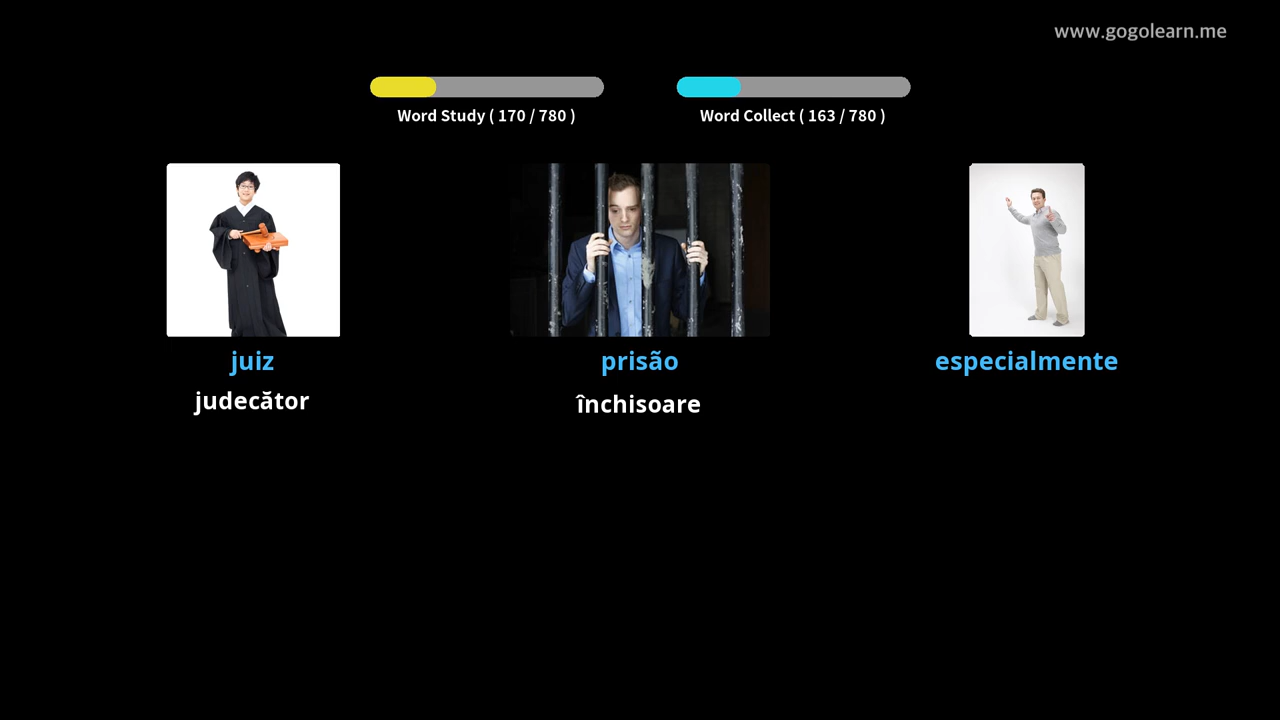 www.gogolearn.me
Word Study ( 170 / 780 )
Word Collect ( 163 / 780 )
juiz
judecător
prisão
închisoare
especialmente